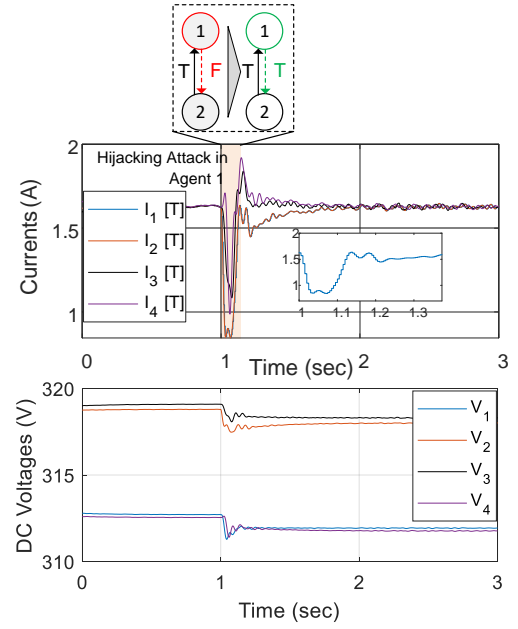 1 1
T F T T
2 2
Hijacking Attack in
Agent 1
2
1.5
1
Currents (A)
I1 [T]
I2 [T]
I3 [T]
I4 [T]
2
1.5
1
1 1.1 1.2 1.3
0 1 2 3
Time (sec)
320
315
310
DC Voltages (V)
V1
V2
V3
V4
0 1 2 3
Time (sec)